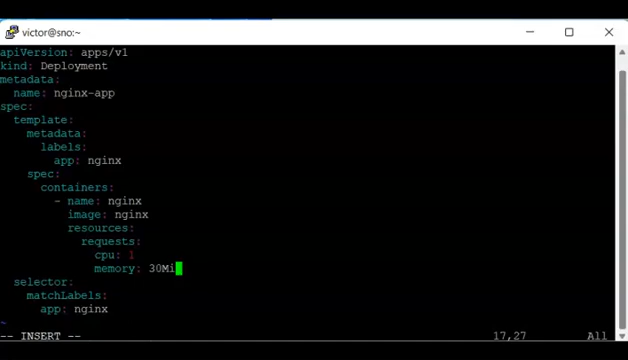 victor@sno:~
apiVersion: apps/v1
kind: Deployment
metadata:
  name: nginx-app
spec:
  template:
    metadata:
      labels:
        app: nginx
    spec:
      containers:
        - name: nginx
          image: nginx
          resources:
            requests:
              cpu: 1
              memory: 30Mi
  selector:
    matchLabels:
      app: nginx
~
-- INSERT -- 17,27 All